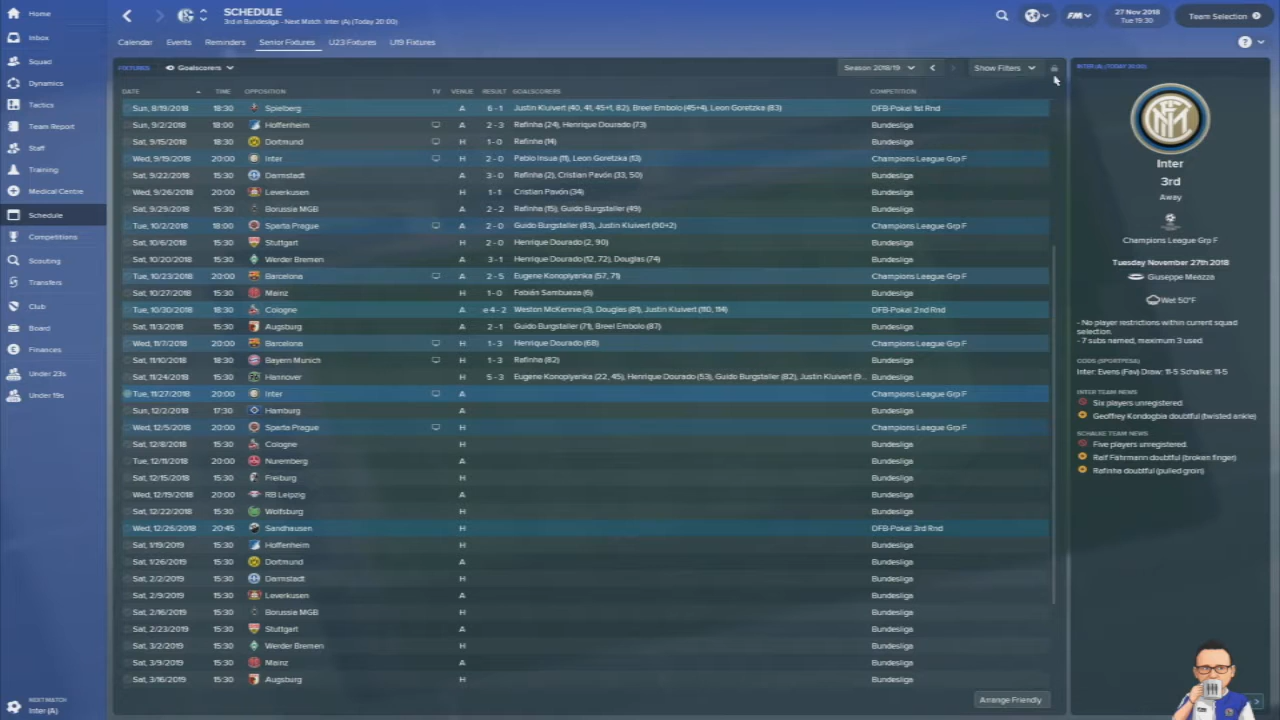 Home
Inbox
Squad
Dynamics
Tactics
Team Report
Staff
Training
Medical Centre
Schedule
Competitions
Scouting
Transfers
Club
Board
Finances
Under 23s
Under 19s
NEXT MATCH
Inter (A)
SCHEDULE
3rd in Bundesliga - Next Match: Inter (A) (Today 20:00)
FM
27 Nov 2018
Tue 19:30
Team Selection
Calendar Events Reminders Senior Fixtures U23 Fixtures U19 Fixtures
FIXTURES Goalscorers Season 2018/19 Show Filters
DATE TIME OPPOSITION TV VENUE RESULT GOALSCORERS COMPETITION
Sun, 8/19/2018 18:30 Spielberg A 6 - 1 Justin Kluivert (40, 41, 45+1, 82), Breel Embolo (45+4), Leon Goretzka (83) DFB-Pokal 1st Rnd
Sun, 9/2/2018 18:00 Hoffenheim A 2 - 3 Rafinha (24), Henrique Dourado (73) Bundesliga
Sat, 9/15/2018 18:30 Dortmund H 1 - 0 Rafinha (14) Bundesliga
Wed, 9/19/2018 20:00 Inter H 2 - 0 Pablo Insua (11), Leon Goretzka (13) Champions League Grp F
Sat, 9/22/2018 15:30 Darmstadt A 3 - 0 Rafinha (2), Cristian Pavón (33, 50) Bundesliga
Wed, 9/26/2018 20:00 Leverkusen H 1 - 1 Cristian Pavón (34) Bundesliga
Sat, 9/29/2018 15:30 Borussia MGB A 2 - 2 Rafinha (15), Guido Burgstaller (49) Bundesliga
Tue, 10/2/2018 18:00 Sparta Prague A 2 - 0 Guido Burgstaller (83), Justin Kluivert (90+2) Champions League Grp F
Sat, 10/6/2018 15:30 Stuttgart H 2 - 0 Henrique Dourado (2, 90) Bundesliga
Sat, 10/20/2018 15:30 Werder Bremen A 3 - 1 Henrique Dourado (12, 72), Douglas (74) Bundesliga
Tue, 10/23/2018 20:00 Barcelona A 2 - 5 Eugene Konoplyanka (57, 71) Champions League Grp F
Sat, 10/27/2018 15:30 Mainz H 1 - 0 Fabián Sambueza (6) Bundesliga
Tue, 10/30/2018 18:30 Cologne A e 4 - 2 Weston McKennie (3), Douglas (81), Justin Kluivert (110, 114) DFB-Pokal 2nd Rnd
Sat, 11/3/2018 15:30 Augsburg A 2 - 1 Guido Burgstaller (71), Breel Embolo (87) Bundesliga
Wed, 11/7/2018 20:00 Barcelona H 1 - 3 Henrique Dourado (68) Champions League Grp F
Sat, 11/10/2018 18:30 Bayern Munich H 1 - 3 Rafinha (82) Bundesliga
Sat, 11/24/2018 15:30 Hannover H 5 - 3 Eugene Konoplyanka (22, 45), Henrique Dourado (53), Guido Burgstaller (82), Justin Kluivert (9... Bundesliga
Tue, 11/27/2018 20:00 Inter A Champions League Grp F
Sun, 12/2/2018 17:30 Hamburg A Bundesliga
Wed, 12/5/2018 20:00 Sparta Prague H Champions League Grp F
Sat, 12/8/2018 15:30 Cologne A Bundesliga
Tue, 12/11/2018 20:00 Nuremberg A Bundesliga
Sat, 12/15/2018 15:30 Freiburg H Bundesliga
Wed, 12/19/2018 20:00 RB Leipzig A Bundesliga
Sat, 12/22/2018 15:30 Wolfsburg H Bundesliga
Wed, 12/26/2018 20:45 Sandhausen H DFB-Pokal 3rd Rnd
Sat, 1/19/2019 15:30 Hoffenheim H Bundesliga
Sat, 1/26/2019 15:30 Dortmund A Bundesliga
Sat, 2/2/2019 15:30 Darmstadt H Bundesliga
Sat, 2/9/2019 15:30 Leverkusen A Bundesliga
Sat, 2/16/2019 15:30 Borussia MGB H Bundesliga
Sat, 2/23/2019 15:30 Stuttgart A Bundesliga
Sat, 3/2/2019 15:30 Werder Bremen H Bundesliga
Sat, 3/9/2019 15:30 Mainz A Bundesliga
Sat, 3/16/2019 15:30 Augsburg H Bundesliga
Arrange Friendly
INTER (A) (TODAY 20:00)
Inter
3rd
Away
Champions League Grp F
Tuesday November 27th 2018
Giuseppe Meazza
Wet 50°F
- No player restrictions within current squad
selection.
- 7 subs named, maximum 3 used.
ODDS (SPORTPESA)
Inter: Evens (Fav) Draw: 11-5 Schalke: 11-5
INTER TEAM NEWS
Six players unregistered.
Geoffrey Kondogbia doubtful (twisted ankle)
SCHALKE TEAM NEWS
Five players unregistered.
Ralf Fährmann doubtful (broken finger)
Rafinha doubtful (pulled groin)